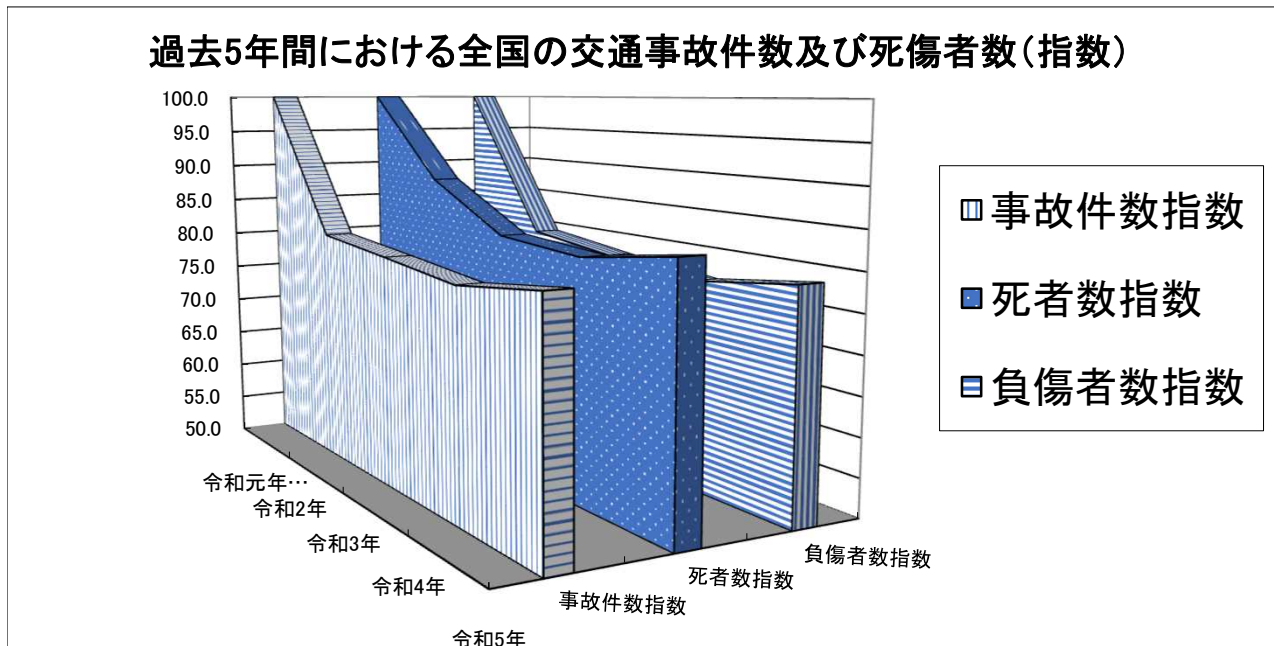 過去5年間における全国の交通事故件数及び死傷者数(指数)
100.0
95.0
90.0
85.0
80.0
75.0
70.0
65.0
60.0
55.0
50.0
令和元年…
令和2年
令和3年
令和4年
令和5年
事故件数指数
死者数指数
負傷者数指数
事故件数指数
死者数指数
負傷者数指数